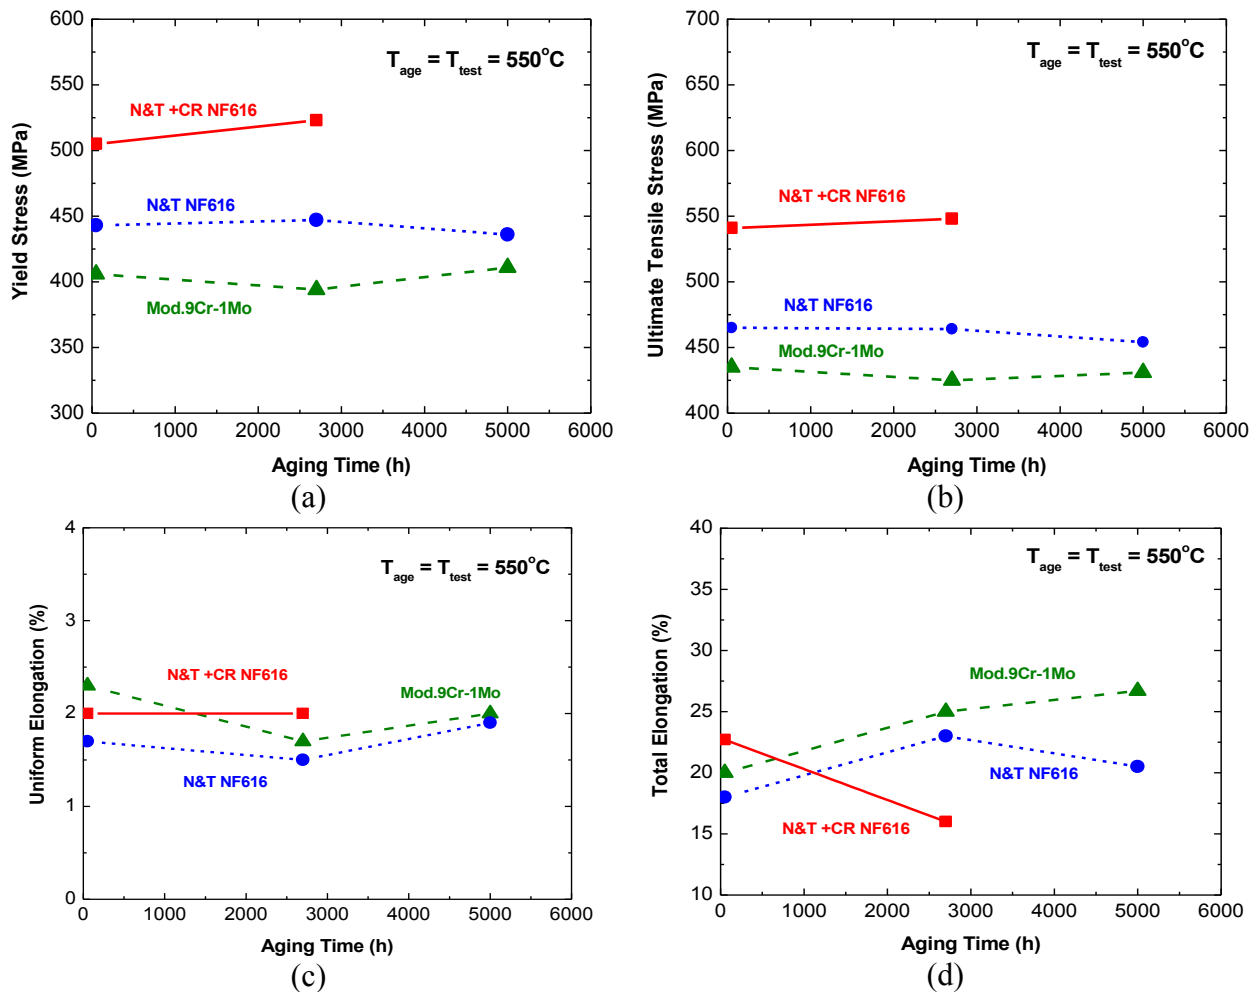 600
550
500
450
400
350
300
Yield Stress (MPa)
T_age = T_test = 550°C
N&T +CR NF616
N&T NF616
Mod.9Cr-1Mo
0 1000 2000 3000 4000 5000 6000
Aging Time (h)
(a)
700
650
600
550
500
450
400
Ultimate Tensile Stress (MPa)
T_age = T_test = 550°C
N&T +CR NF616
N&T NF616
Mod.9Cr-1Mo
0 1000 2000 3000 4000 5000 6000
Aging Time (h)
(b)
4
3
2
1
0
Uniform Elongation (%)
T_age = T_test = 550°C
N&T +CR NF616
Mod.9Cr-1Mo
N&T NF616
0 1000 2000 3000 4000 5000 6000
Aging Time (h)
(c)
40
35
30
25
20
15
10
Total Elongation (%)
T_age = T_test = 550°C
Mod.9Cr-1Mo
N&T NF616
N&T +CR NF616
0 1000 2000 3000 4000 5000 6000
Aging Time (h)
(d)